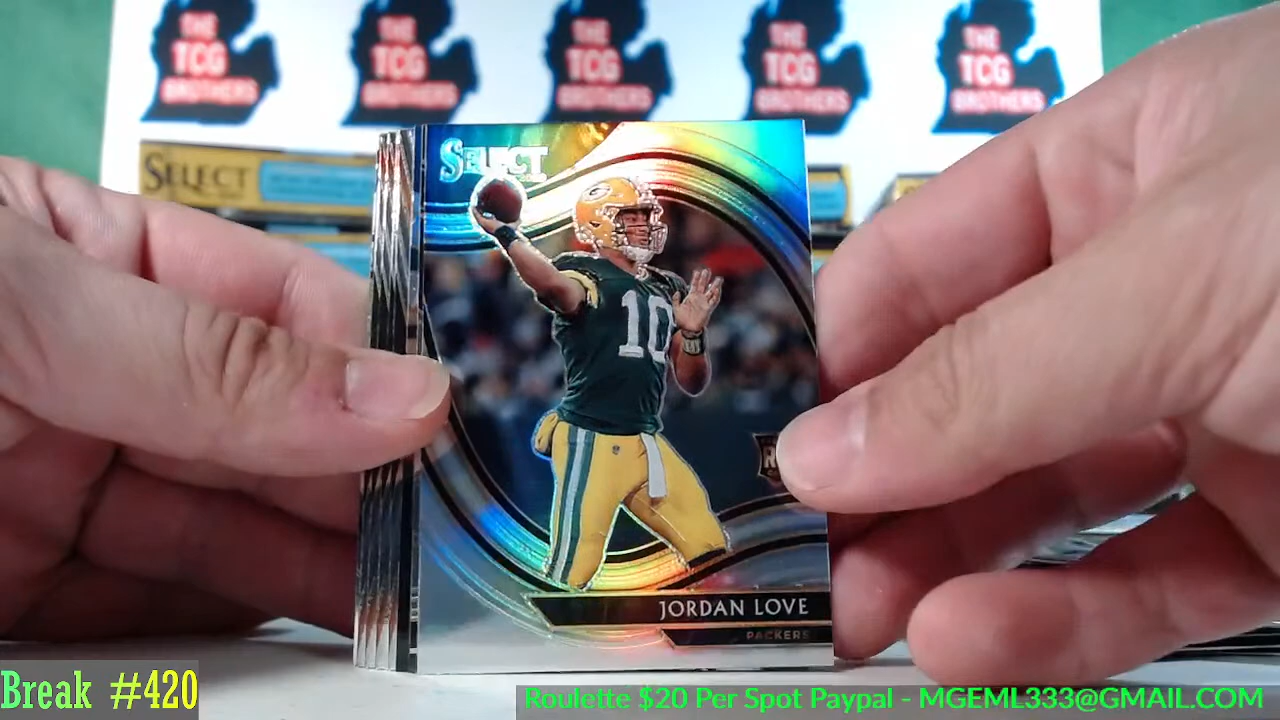 THE
TCG
BROTHERS
THE
TCG
BROTHERS
THE
TCG
BROTHERS
THE
TCG
BROTHERS
THE
TCG
BROTHERS
SELECT
SELECT
10
JORDAN LOVE
PACKERS
Break #420
Roulette $20 Per Spot Paypal - MGEML333@GMAIL.COM